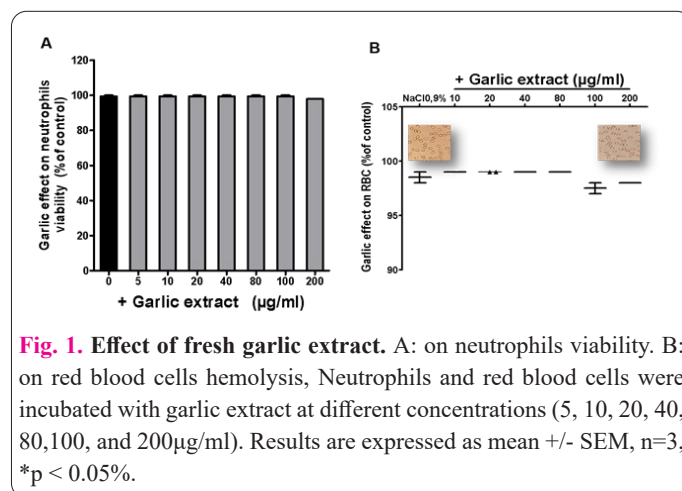 A
Garlic effect on neutrophils
viability (%of control)
120
100
80
60
40
20
0
0 5 10 20 40 80 100 200
+ Garlic extract (µg/ml)
B
+ Garlic extract (µg/ml)
NaCl0,9% 10 20 40 80 100 200
Garlic effect on RBC (%of control)
105
99
95
90
Fig. 1. Effect of fresh garlic extract. A: on neutrophils viability. B:
on red blood cells hemolysis, Neutrophils and red blood cells were
incubated with garlic extract at different concentrations (5, 10, 20, 40,
80,100, and 200µg/ml). Results are expressed as mean +/- SEM, n=3,
*p < 0.05%.